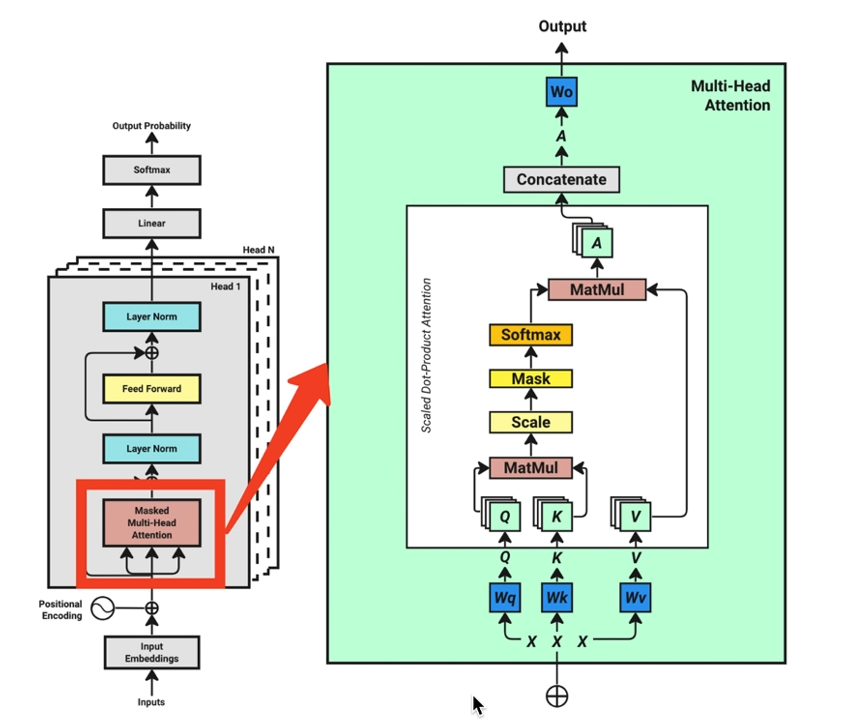 Output Probability
Softmax
Linear
Head N
Head 1
Layer Norm
Feed Forward
Layer Norm
Masked
Multi-Head
Attention
Positional
Encoding
Input
Embeddings
Inputs
Output
Multi-Head
Attention
Wo
A
Concatenate
A
MatMul
Scaled Dot-Product Attention
Softmax
Mask
Scale
MatMul
Q K V
Q K V
Wq Wk Wv
X X X